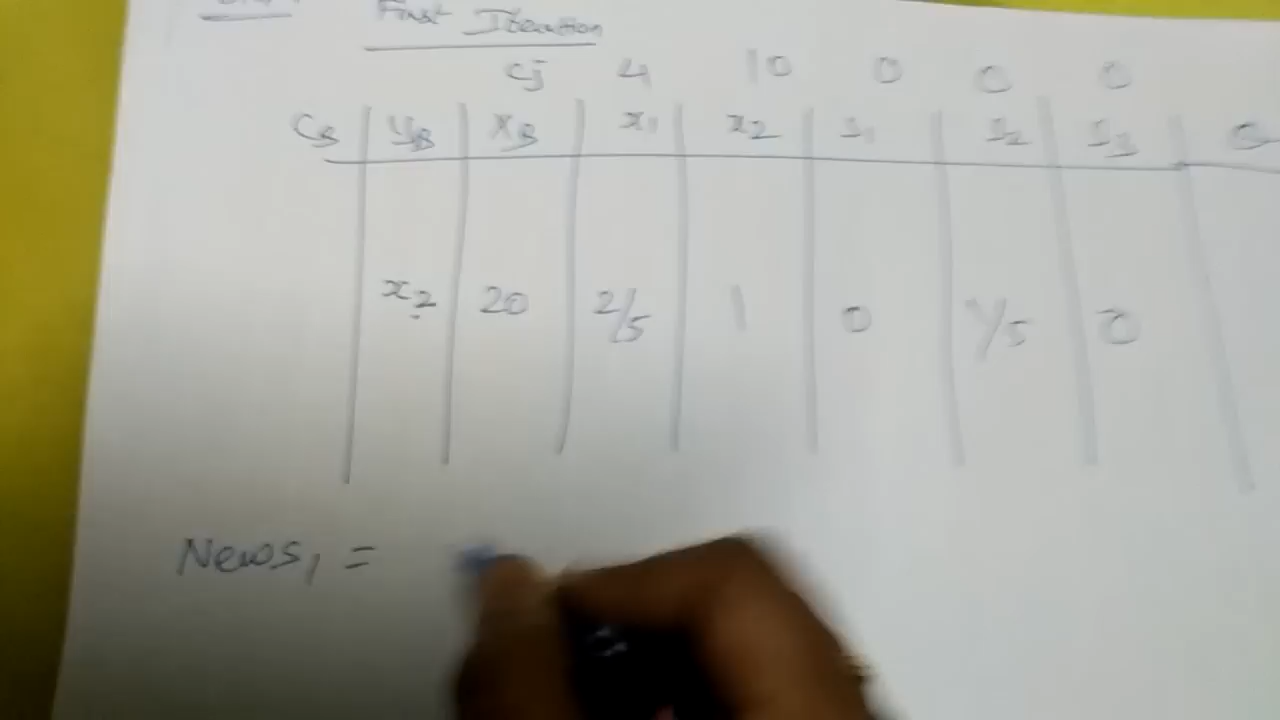 First Iteration
Cj 4 10 0 0 0
CB YB XB x1 x2 S1 S2 S3 θ
x2 20 2/5 1 0 1/5 0
New S1 =